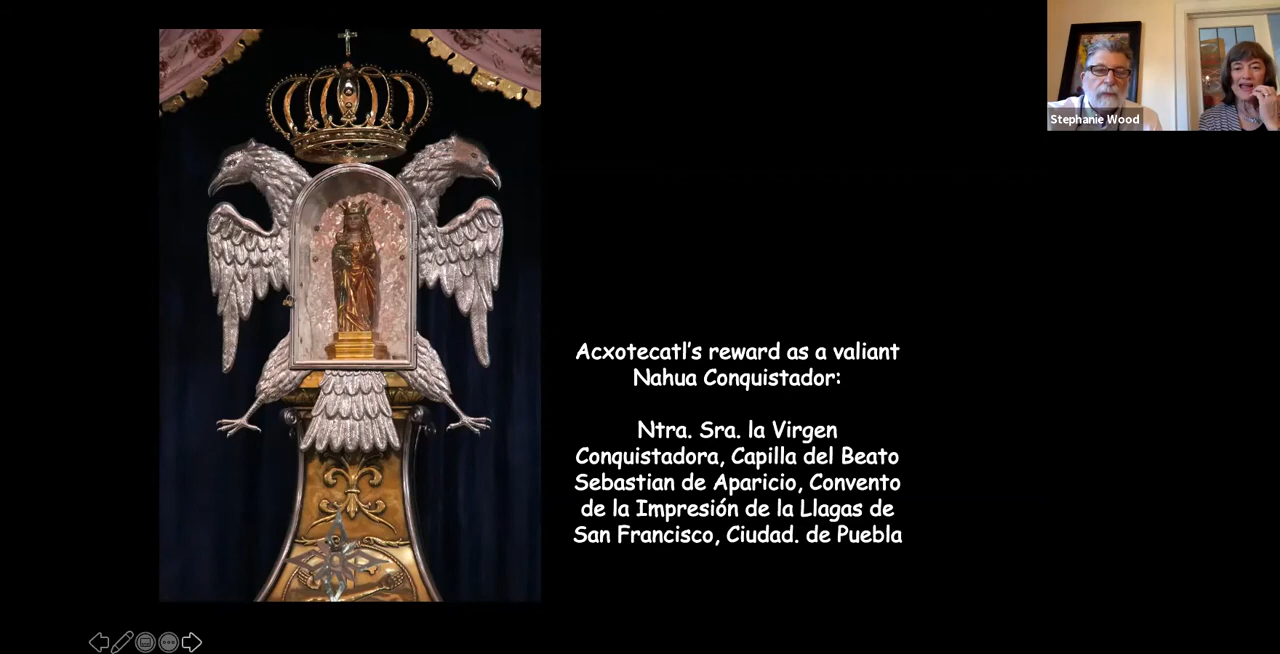 Stephanie Wood
Acxotecatl's reward as a valiant
Nahua Conquistador:
Ntra. Sra. la Virgen
Conquistadora, Capilla del Beato
Sebastian de Aparicio, Convento
de la Impresión de la Llagas de
San Francisco, Ciudad. de Puebla